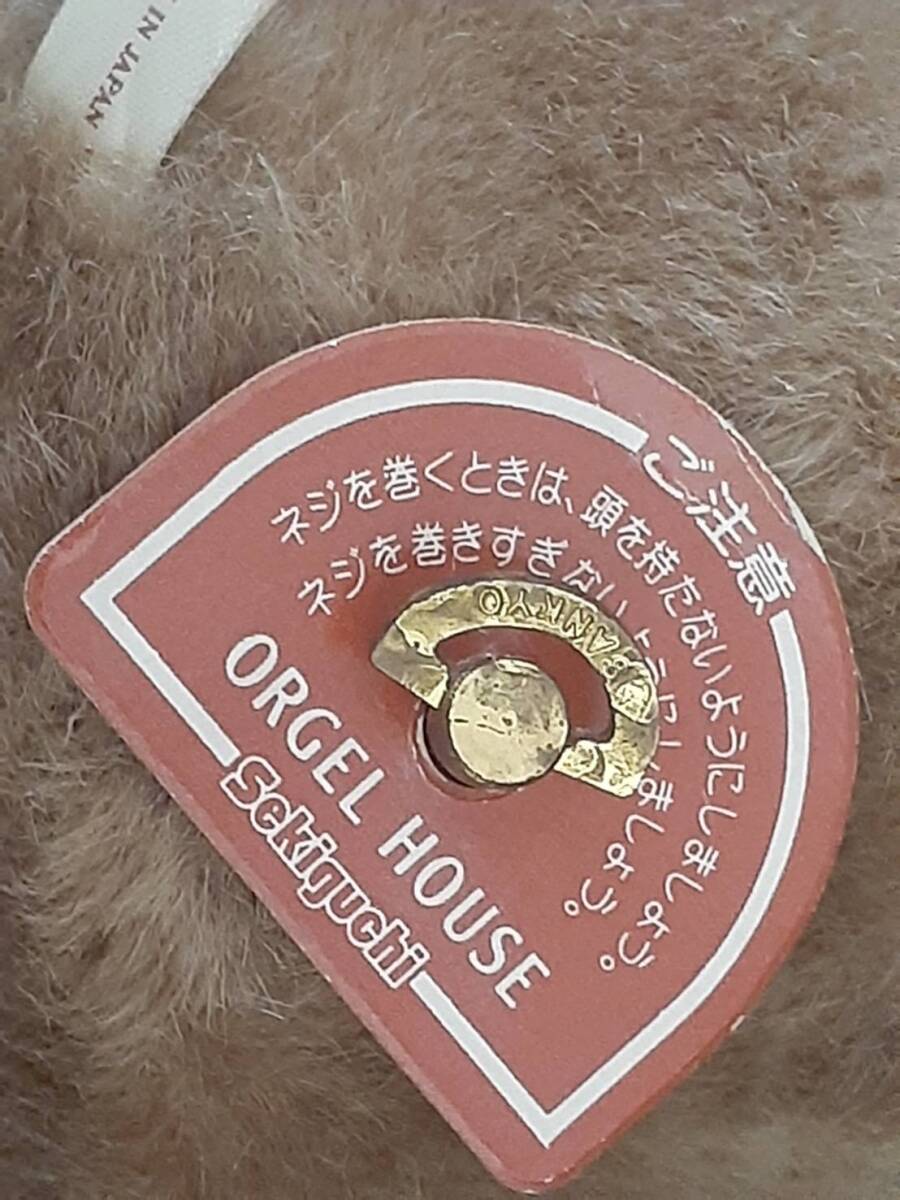 IN JAPAN
ご注意
ネジを巻くときは、頭を持たないようにしましょう。
ネジを巻きすぎないようにしましょう。
SANKYO
ORGEL HOUSE
Sekiguchi